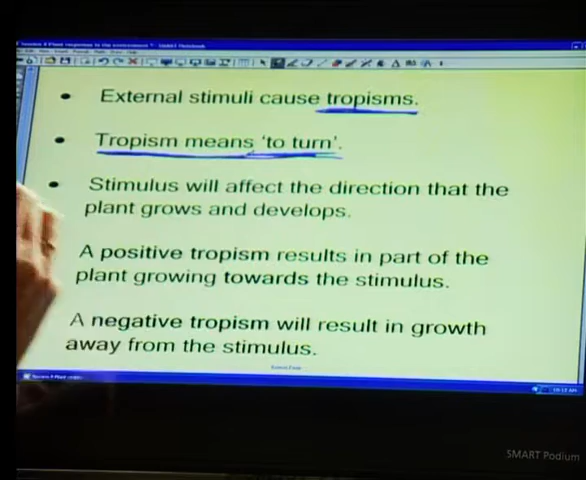 External stimuli cause tropisms.
Tropism means 'to turn'.
Stimulus will affect the direction that the
plant grows and develops.
A positive tropism results in part of the
plant growing towards the stimulus.
A negative tropism will result in growth
away from the stimulus.
SMART Podium